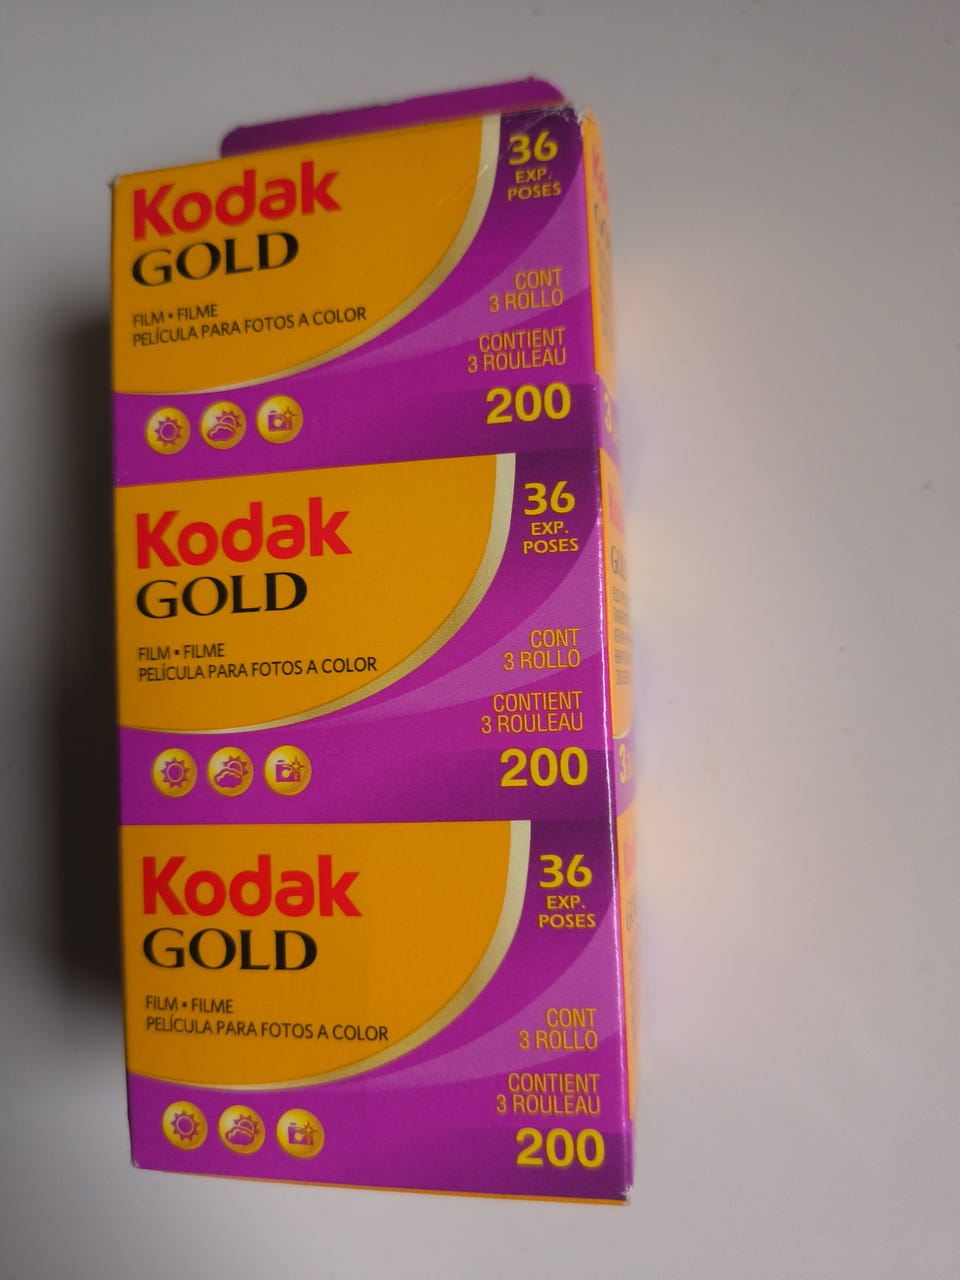 Kodak
GOLD
FILM • FILME
PELÍCULA PARA FOTOS A COLOR
36
EXP.
POSES
CONT
3 ROLLO
CONTIENT
3 ROULEAU
200
Kodak
GOLD
FILM • FILME
PELÍCULA PARA FOTOS A COLOR
36
EXP.
POSES
CONT
3 ROLLO
CONTIENT
3 ROULEAU
200
Kodak
GOLD
FILM • FILME
PELÍCULA PARA FOTOS A COLOR
36
EXP.
POSES
CONT
3 ROLLO
CONTIENT
3 ROULEAU
200